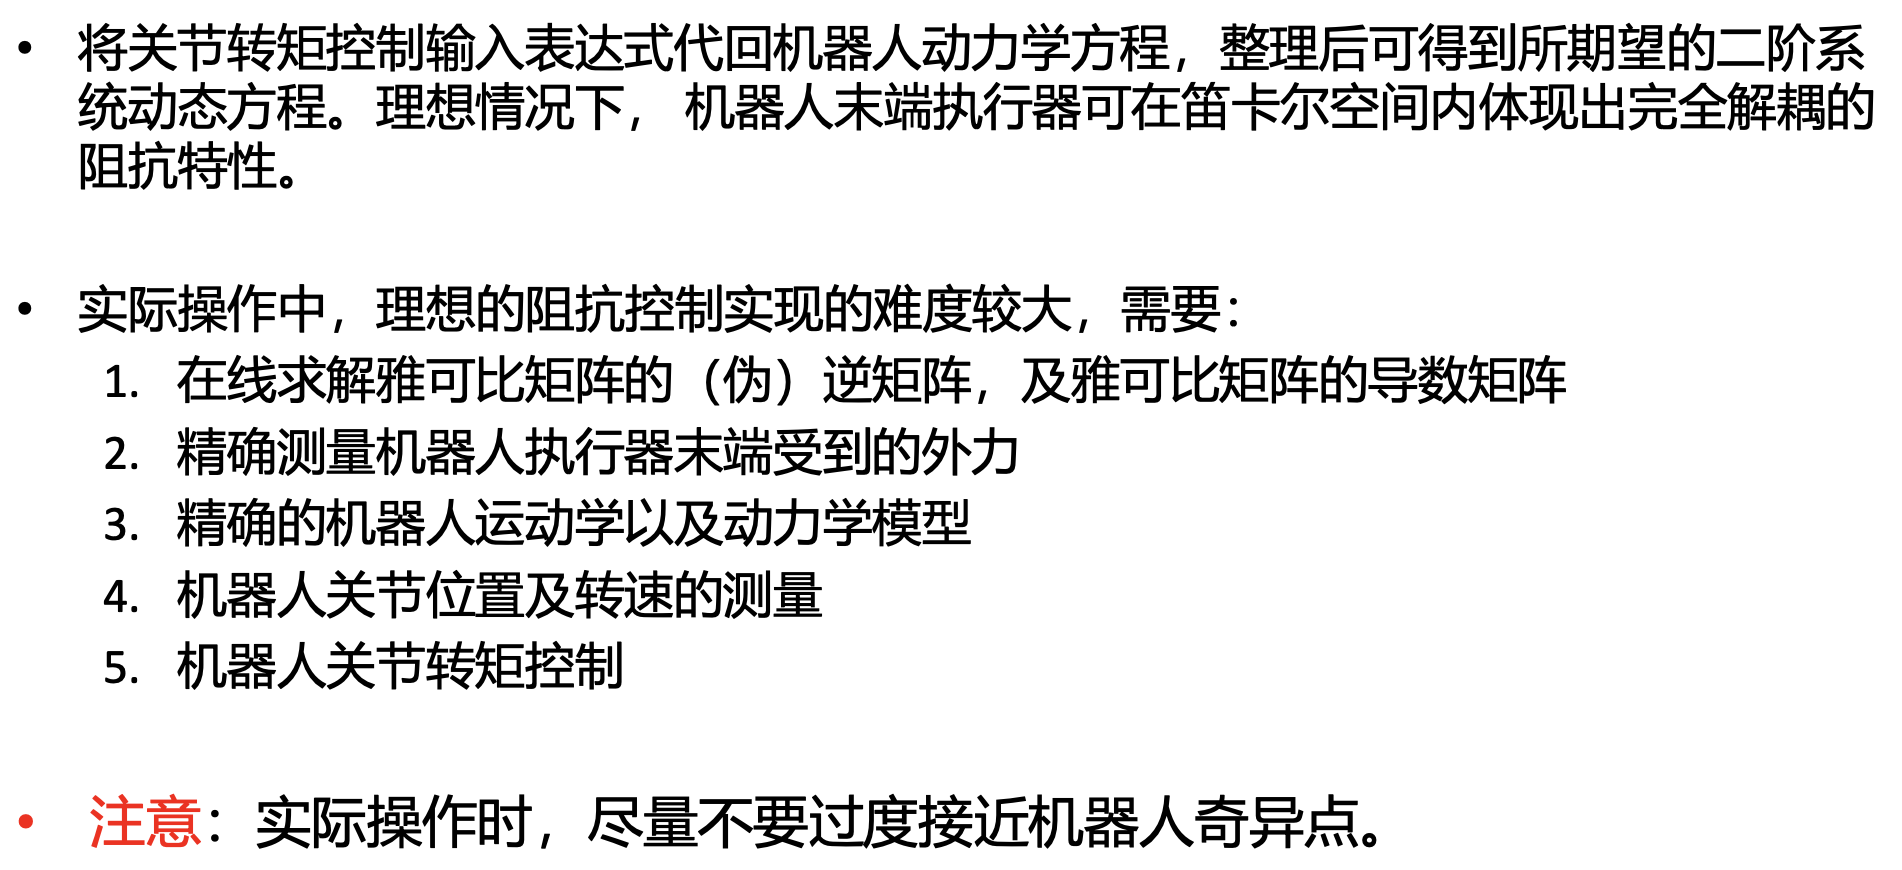 • 将关节转矩控制输入表达式代回机器人动力学方程，整理后可得到所期望的二阶系
统动态方程。理想情况下， 机器人末端执行器可在笛卡尔空间内体现出完全解耦的
阻抗特性。
• 实际操作中，理想的阻抗控制实现的难度较大，需要：
1. 在线求解雅可比矩阵的（伪）逆矩阵，及雅可比矩阵的导数矩阵
2. 精确测量机器人执行器末端受到的外力
3. 精确的机器人运动学以及动力学模型
4. 机器人关节位置及转速的测量
5. 机器人关节转矩控制
• 注意：实际操作时，尽量不要过度接近机器人奇异点。